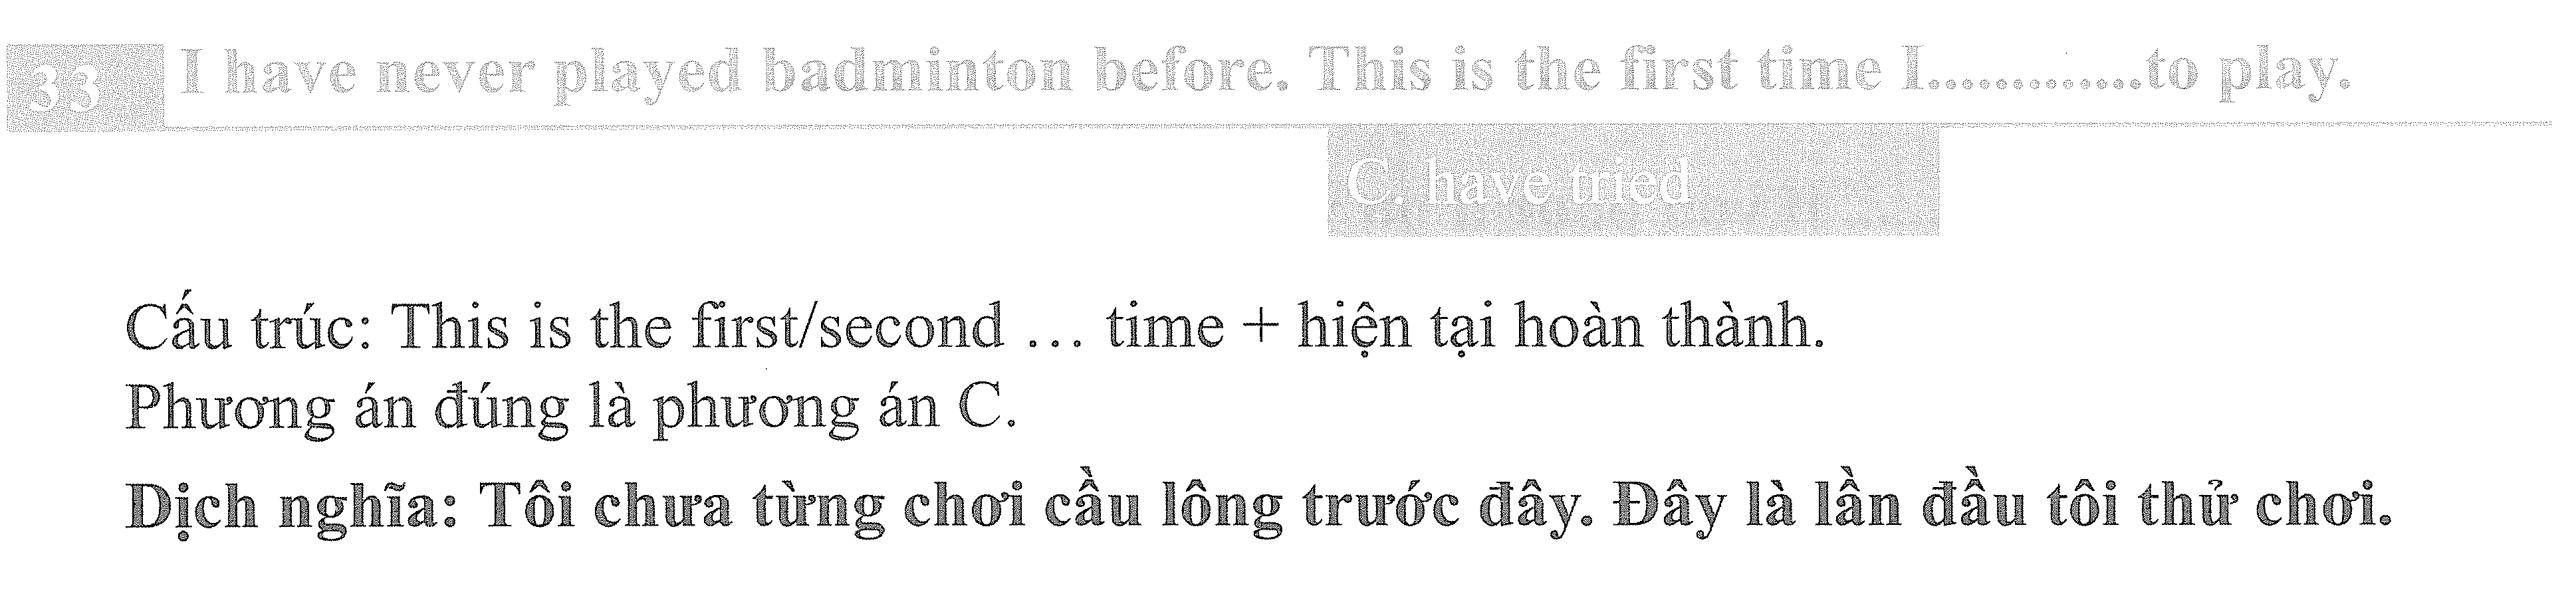 33 I have never played badminton before. This is the first time I.............to play.
C. have tried
Cấu trúc: This is the first/second … time + hiện tại hoàn thành.
Phương án đúng là phương án C.
Dịch nghĩa: Tôi chưa từng chơi cầu lông trước đây. Đây là lần đầu tôi thử chơi.